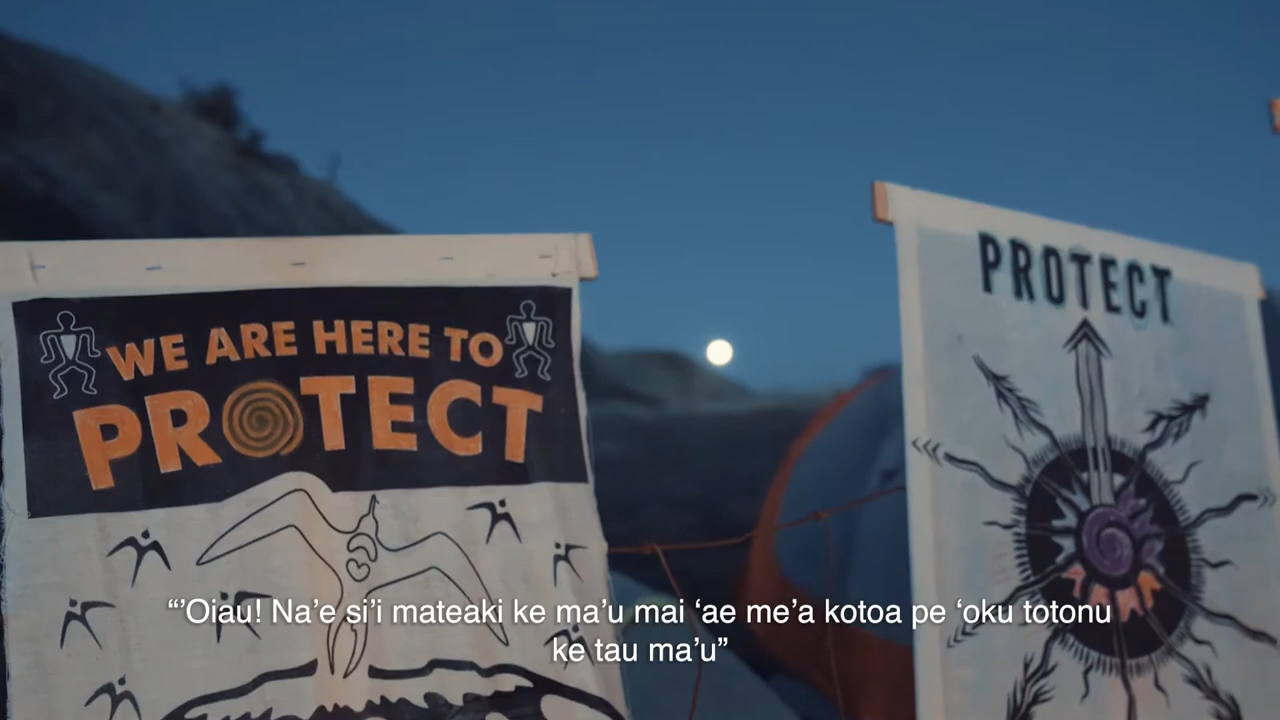 WE ARE HERE TO
PROTECT
PROTECT
“’Oiau! Na’e si’i mateaki ke ma’u mai ‘ae me’a kotoa pe ‘oku totonu
ke tau ma’u”